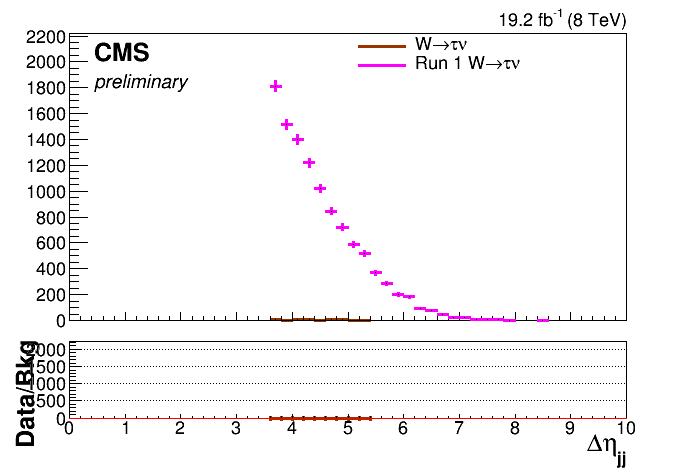 19.2 fb⁻¹ (8 TeV)
CMS
preliminary
W→τν
Run 1 W→τν
2200
2000
1800
1600
1400
1200
1000
800
600
400
200
0
Data/Bkg
2000
1500
1000
500
0
0 1 2 3 4 5 6 7 8 9 10
Δη_jj